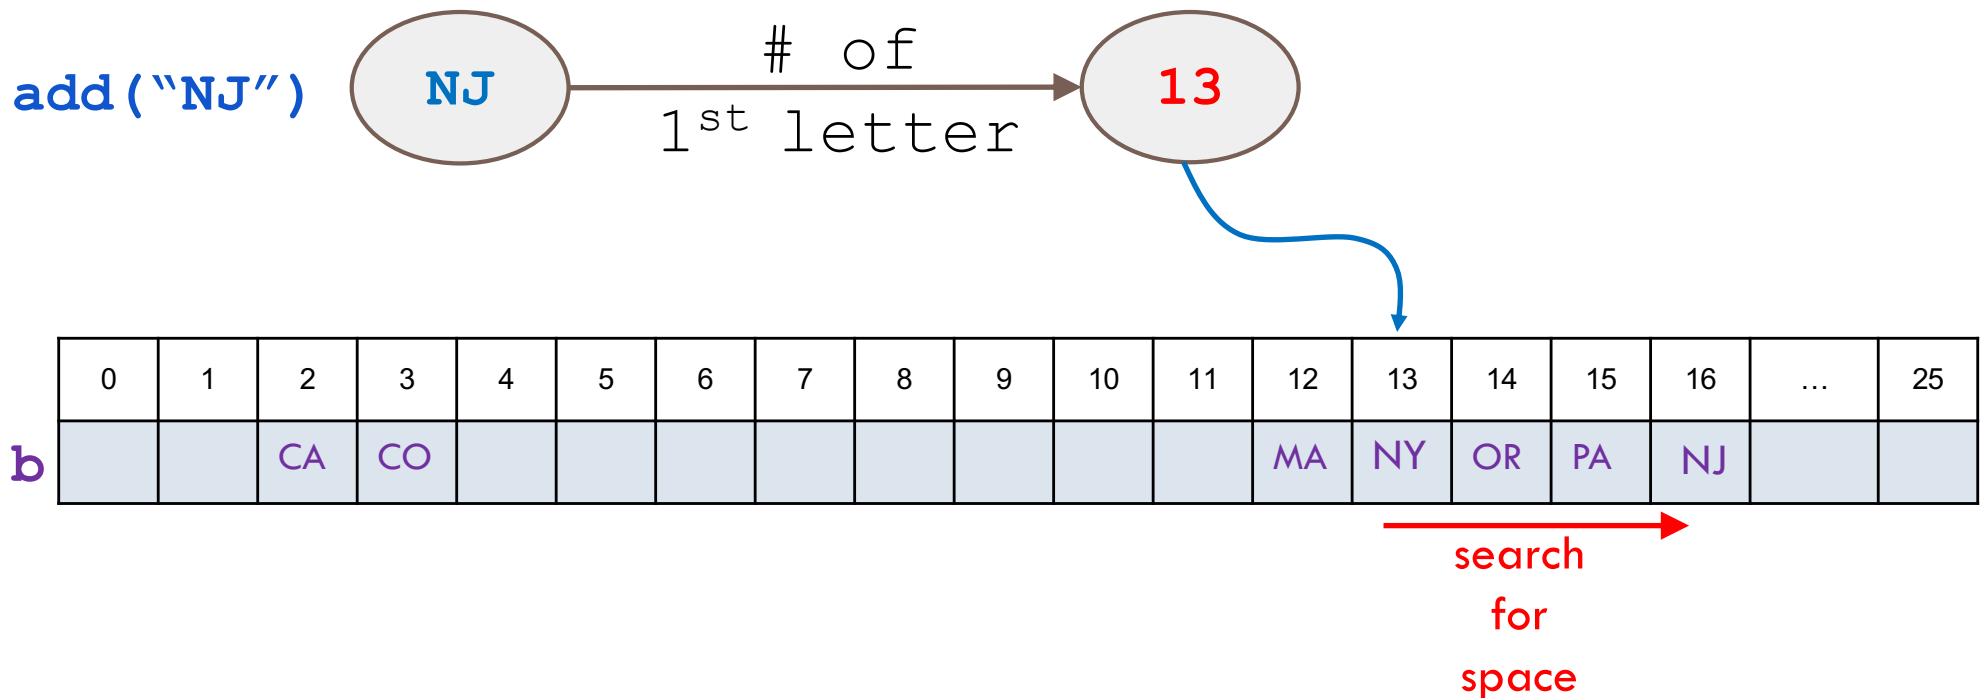 # of
add(“NJ”) NJ 13
1st letter
0 1 2 3 4 5 6 7 8 9 10 11 12 13 14 15 16 … 25
b CA CO MA NY OR PA NJ
search
for
space